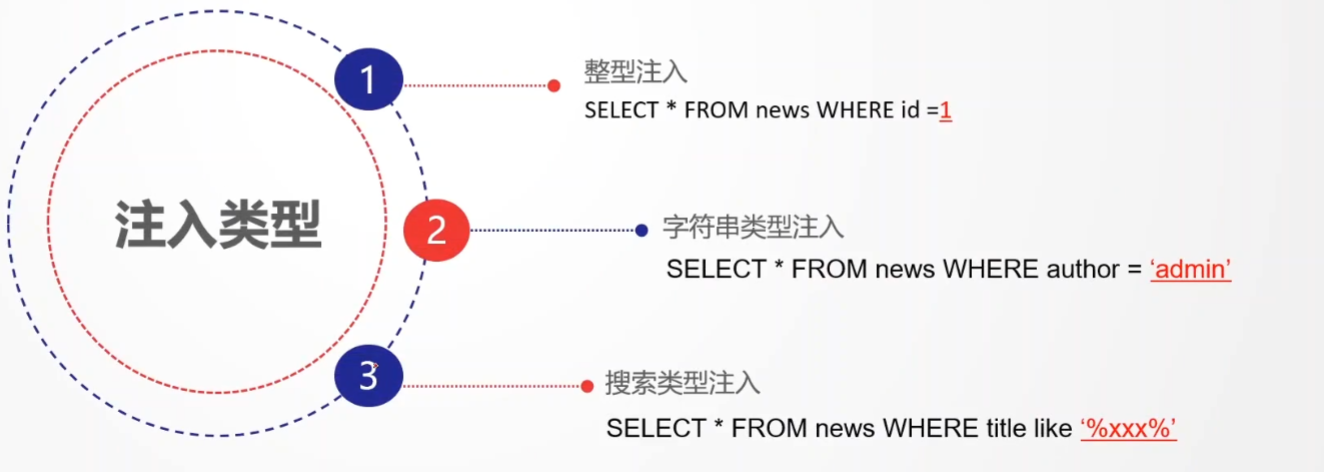 1
整型注入
SELECT * FROM news WHERE id =1
注入类型
2
字符串类型注入
SELECT * FROM news WHERE author = ‘admin’
3
搜索类型注入
SELECT * FROM news WHERE title like ‘%xxx%’